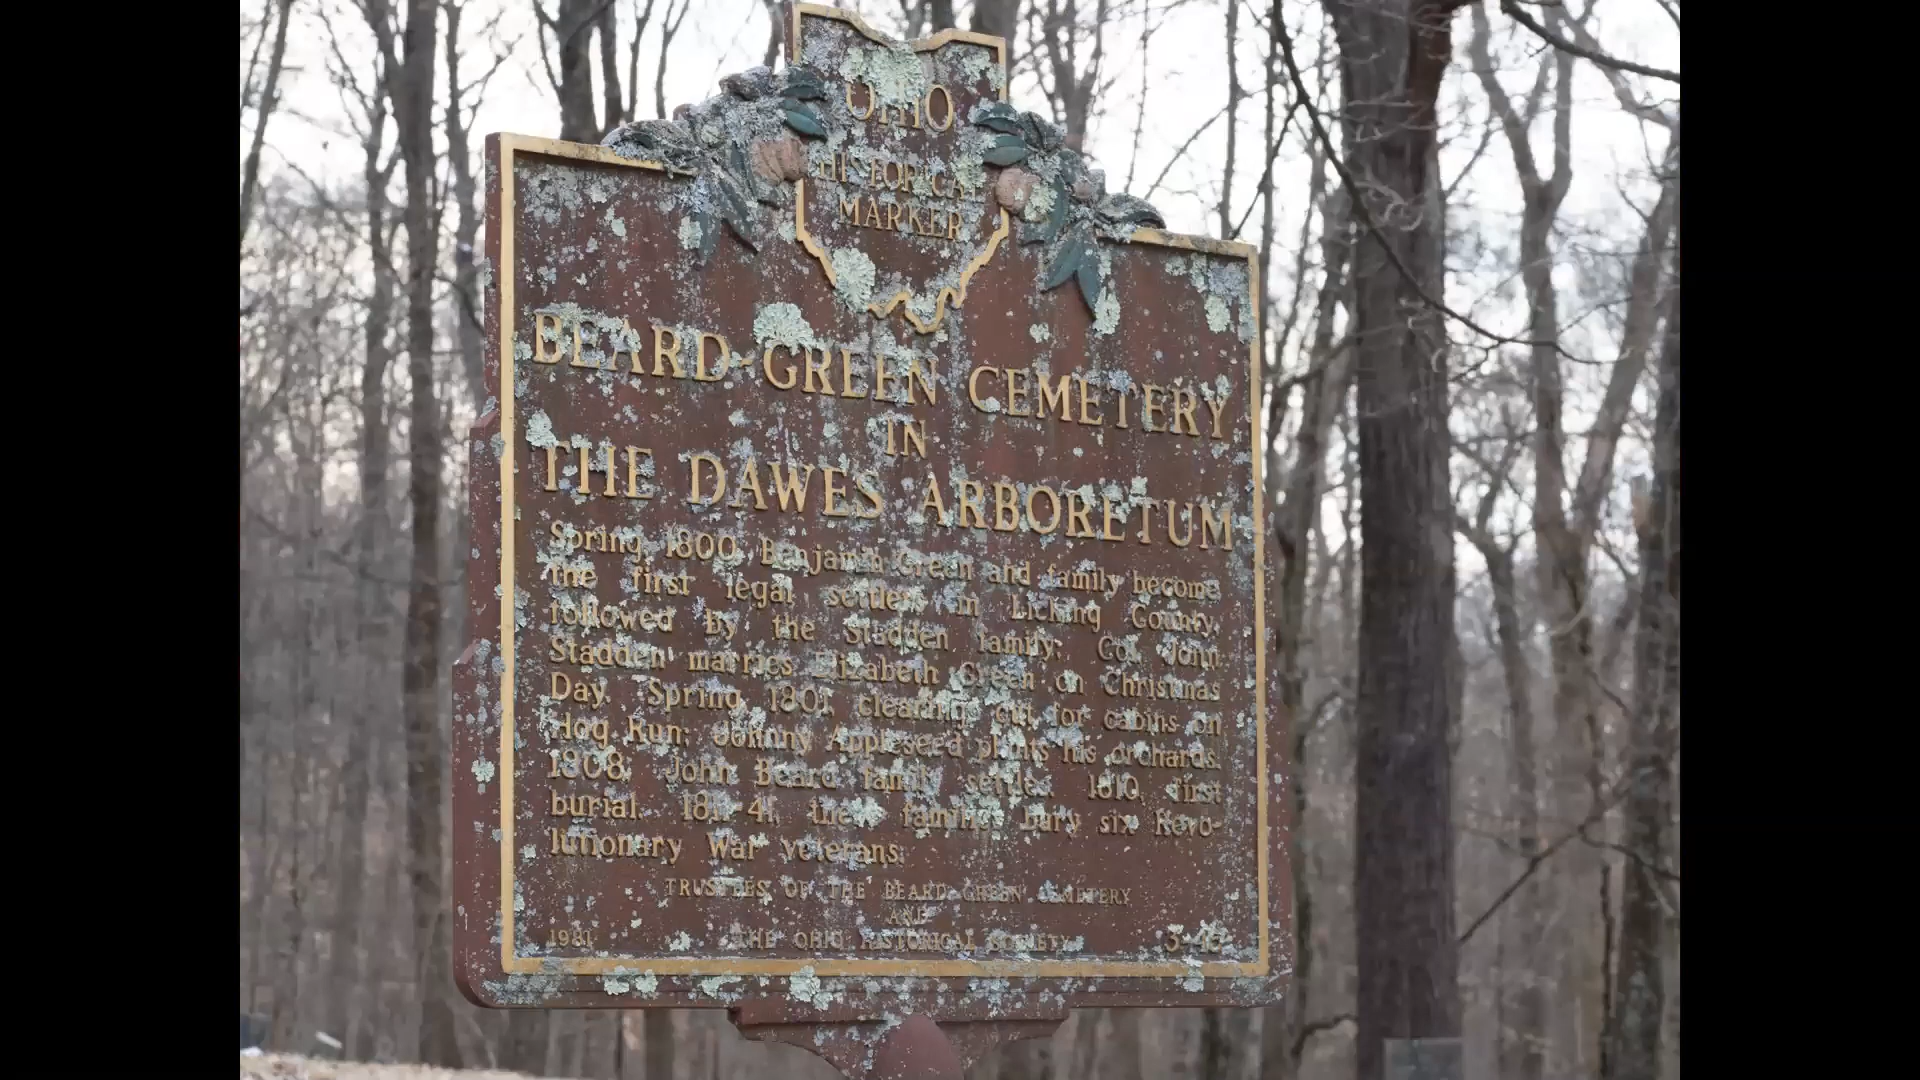 OHIO
HISTORICAL
MARKER
BEARD-GREEN CEMETERY
IN
THE DAWES ARBORETUM
Spring 1800 Benjamin Green and family become
the first legal settlers in Licking County,
followed by the Stadden family; Col. John
Stadden marries Elizabeth Green on Christmas
Day. Spring 1801, clearings cut for cabins on
Hog Run; Johnny Appleseed plants his orchards.
1808, John Beard family settles. 1810, first
burial. families bury six Revo-
lutionary War veterans.
TRUSTEES OF THE BEARD-GREEN CEMETERY
AND
1981 THE OHIO HISTORICAL SOCIETY 3-45